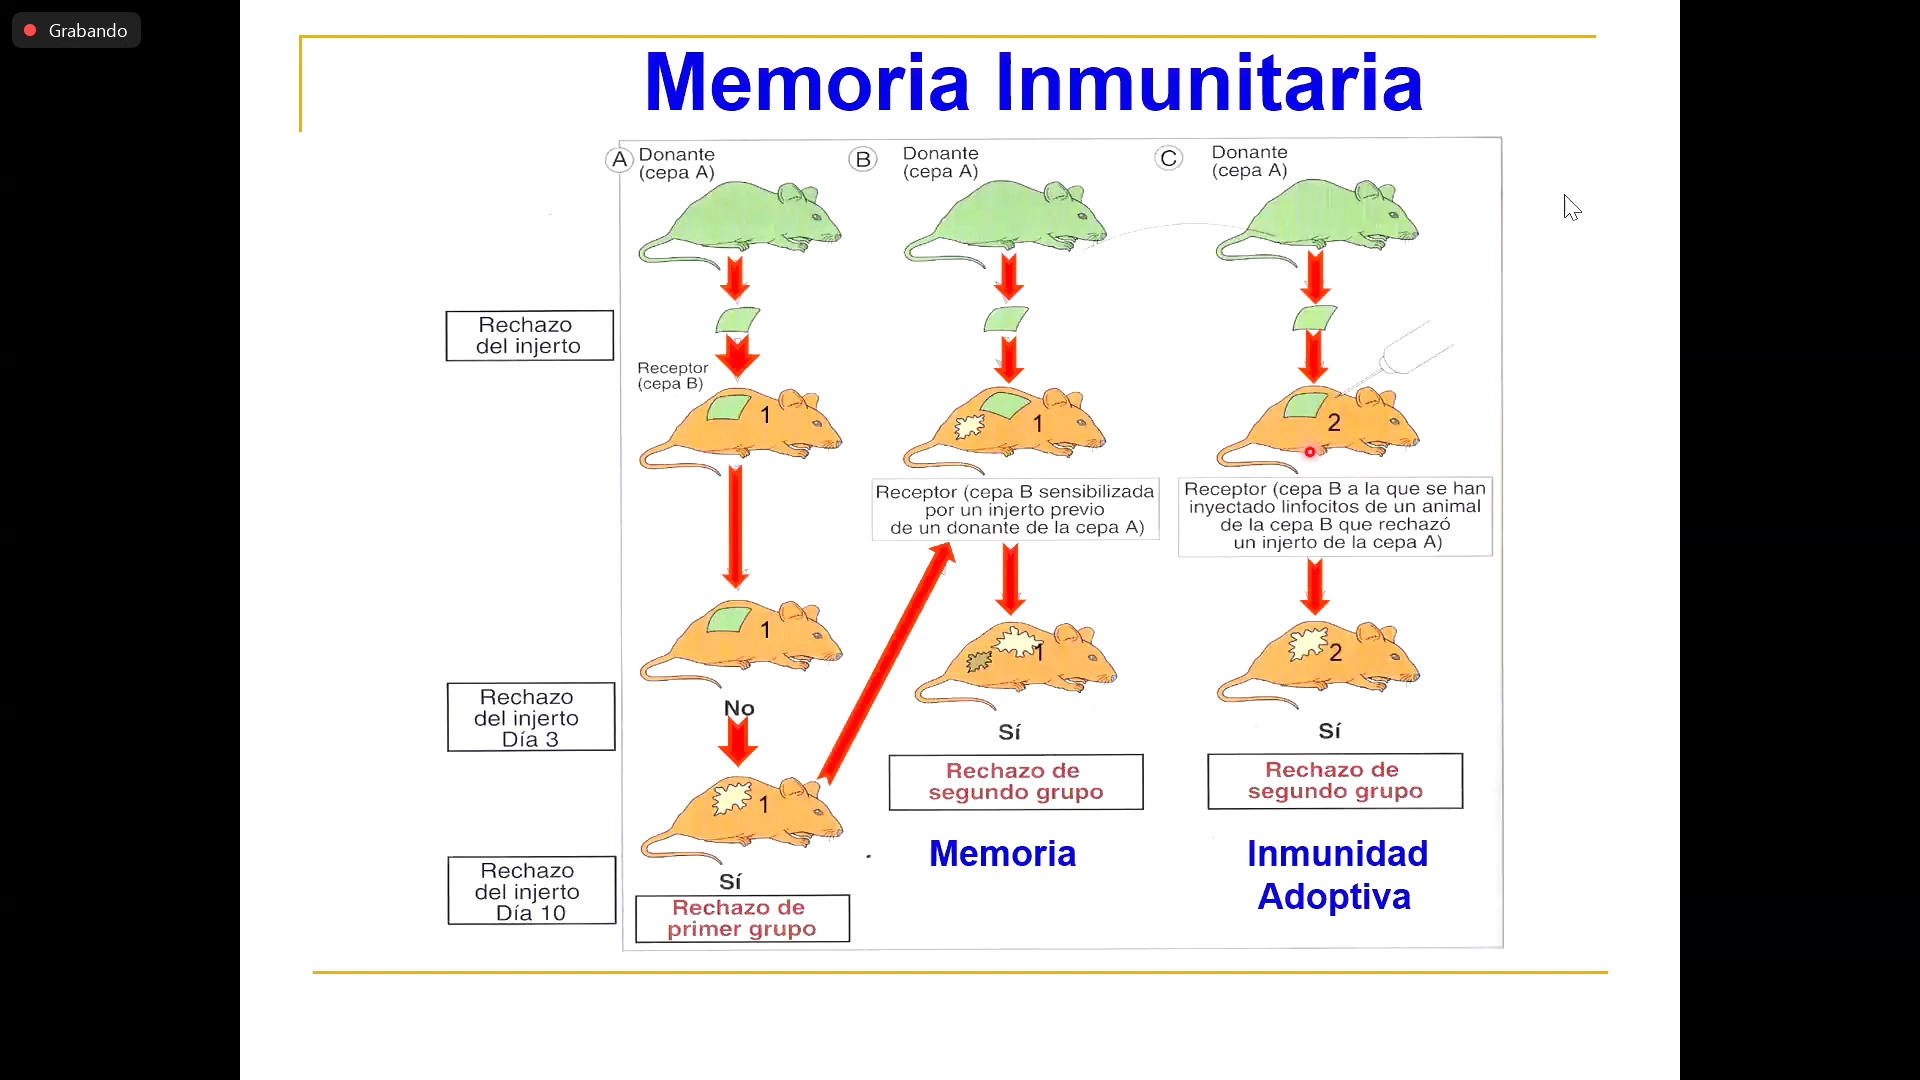 Grabando
Memoria Inmunitaria
A
Donante
(cepa A)
B
Donante
(cepa A)
C
Donante
(cepa A)
Rechazo
del injerto
Receptor
(cepa B)
1
1
2
Receptor (cepa B sensibilizada
por un injerto previo
de un donante de la cepa A)
Receptor (cepa B a la que se han
inyectado linfocitos de un animal
de la cepa B que rechazó
un injerto de la cepa A)
1
1
2
Rechazo
del injerto
Día 3
No
Sí
Sí
Rechazo de
segundo grupo
Rechazo de
segundo grupo
1
Memoria
Inmunidad
Adoptiva
Rechazo
del injerto
Día 10
Sí
Rechazo de
primer grupo